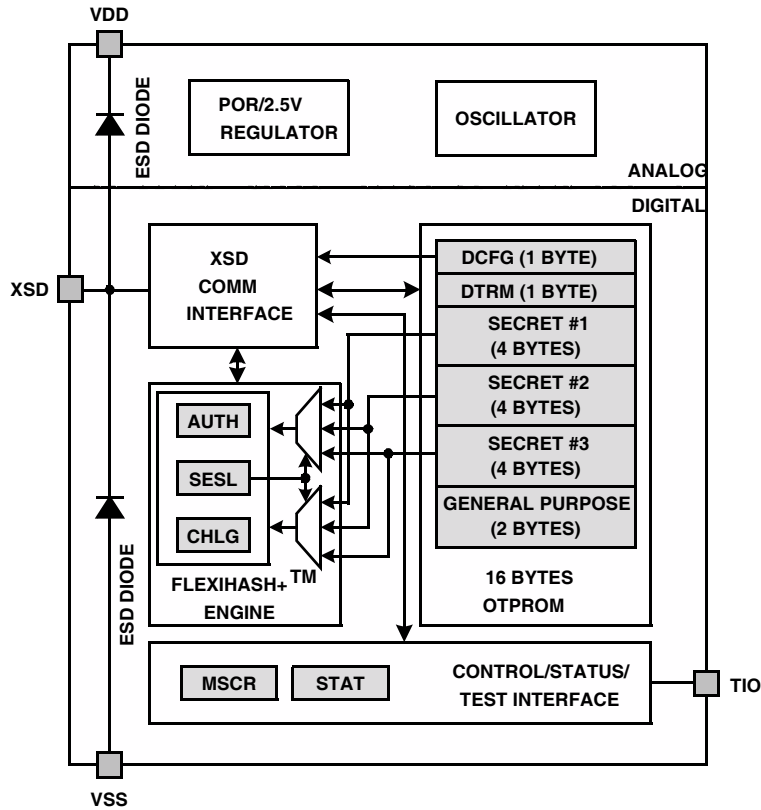 VDD
ESD DIODE
POR/2.5V
REGULATOR
OSCILLATOR
ANALOG
DIGITAL
XSD
XSD
COMM
INTERFACE
DCFG (1 BYTE)
DTRM (1 BYTE)
SECRET #1
(4 BYTES)
SECRET #2
(4 BYTES)
SECRET #3
(4 BYTES)
GENERAL PURPOSE
(2 BYTES)
16 BYTES
OTPROM
AUTH
SESL
CHLG
FLEXIHASH+ TM
ENGINE
ESD DIODE
MSCR
STAT
CONTROL/STATUS/
TEST INTERFACE
TIO
VSS